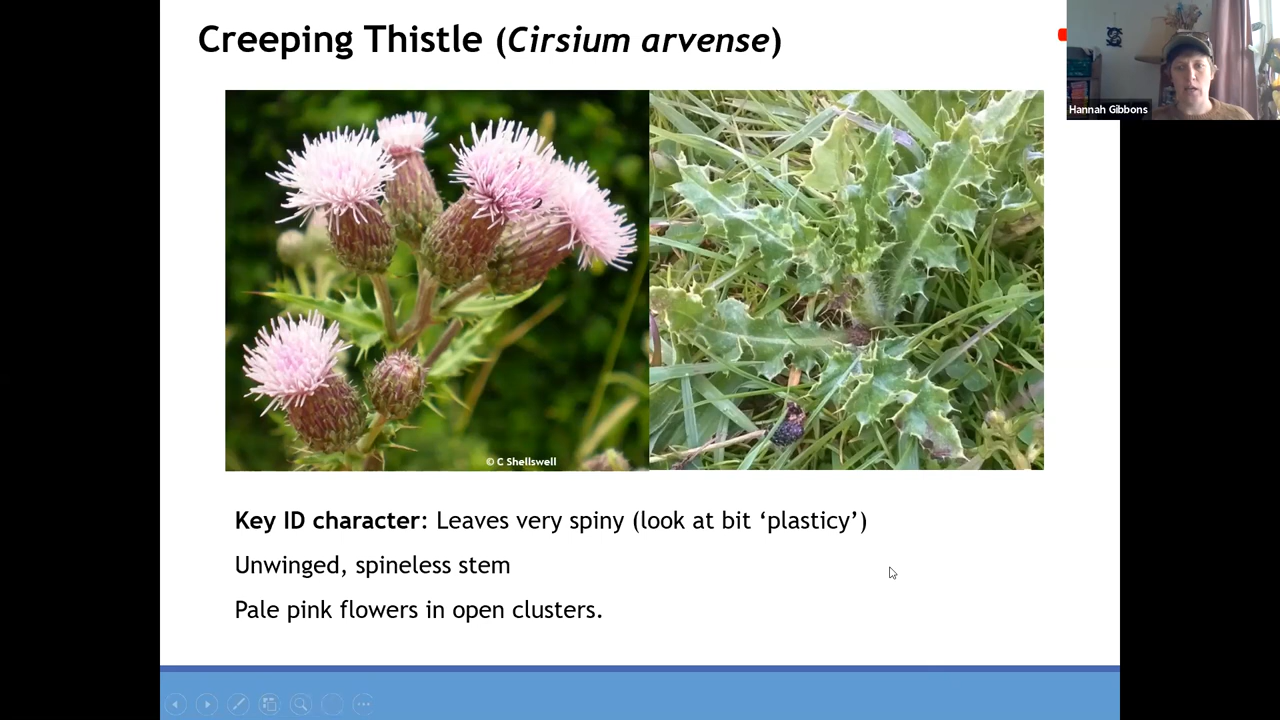 Creeping Thistle (Cirsium arvense)
Hannah Gibbons
© C Shellswell
Key ID character: Leaves very spiny (look at bit ‘plasticy’)
Unwinged, spineless stem
Pale pink flowers in open clusters.